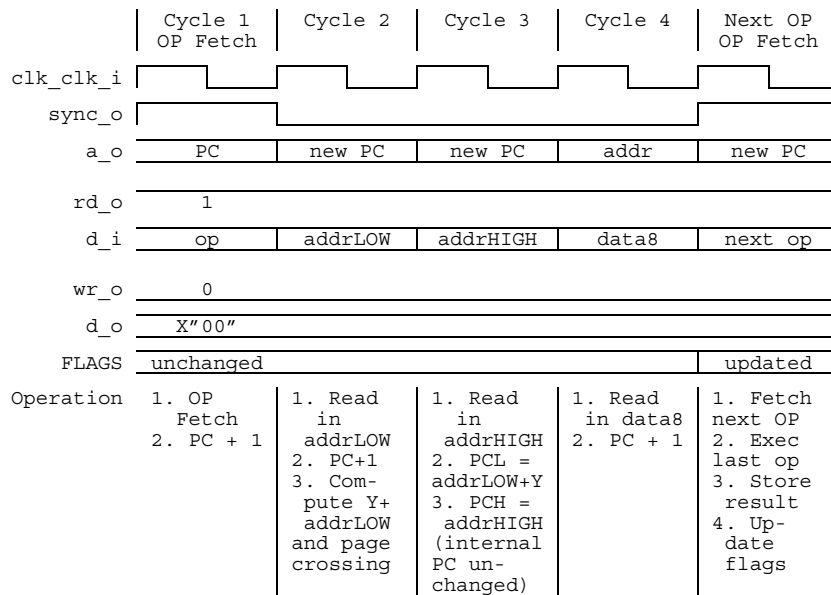 Cycle 1 Cycle 2 Cycle 3 Cycle 4 Next OP
OP Fetch OP Fetch
clk_clk_i
sync_o
a_o PC new PC new PC addr new PC
rd_o 1
d_i op addrLOW addrHIGH data8 next op
wr_o 0
d_o X"00"
FLAGS unchanged updated
Operation 1. OP 1. Read 1. Read 1. Read 1. Fetch
Fetch in in in data8 next OP
2. PC + 1 addrLOW addrHIGH 2. PC + 1 2. Exec
2. PC+1 2. PCL = last op
3. Com- addrLOW+Y 3. Store
pute Y+ 3. PCH = result
addrLOW addrHIGH 4. Up-
and page (internal date
crossing PC un- flags
changed)